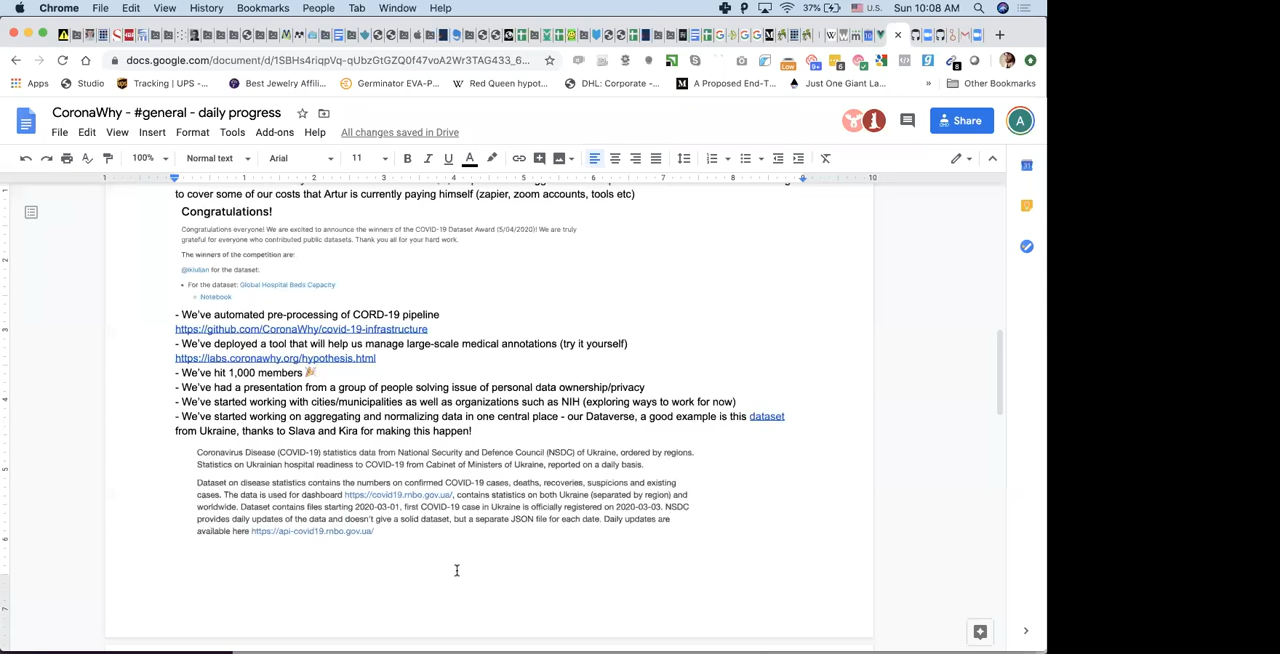 Chrome File Edit View History Bookmarks People Tab Window Help 37% U.S. Sun 10:08 AM
docs.google.com/document/d/1SBHs4riqpVq-qUbzGtGZQ0f47voA2Wr3TAG433_6...
Apps Studio Tracking | UPS -... Best Jewelry Affili... Germinator EVA-P... Red Queen hypot... DHL: Corporate -... A Proposed End-T... Just One Giant La... » Other Bookmarks
CoronaWhy - #general - daily progress
File Edit View Insert Format Tools Add-ons Help All changes saved in Drive
Share
A
100% Normal text Arial 11
to cover some of our costs that Artur is currently paying himself (zapier, zoom accounts, tools etc)
Congratulations!
Congratulations everyone! We are excited to announce the winners of the COVID-19 Dataset Award (5/04/2020)! We are truly
grateful for everyone who contributed public datasets. Thank you all for your hard work.
The winners of the competition are:
@ikiulian for the dataset:
• For the dataset: Global Hospital Beds Capacity
○ Notebook
- We've automated pre-processing of CORD-19 pipeline
https://github.com/CoronaWhy/covid-19-infrastructure
- We've deployed a tool that will help us manage large-scale medical annotations (try it yourself)
https://labs.coronawhy.org/hypothesis.html
- We've hit 1,000 members 🎉
- We've had a presentation from a group of people solving issue of personal data ownership/privacy
- We've started working with cities/municipalities as well as organizations such as NIH (exploring ways to work for now)
- We've started working on aggregating and normalizing data in one central place - our Dataverse, a good example is this dataset
from Ukraine, thanks to Slava and Kira for making this happen!
Coronavirus Disease (COVID-19) statistics data from National Security and Defence Council (NSDC) of Ukraine, ordered by regions.
Statistics on Ukrainian hospital readiness to COVID-19 from Cabinet of Ministers of Ukraine, reported on a daily basis.
Dataset on disease statistics contains the numbers on confirmed COVID-19 cases, deaths, recoveries, suspicions and existing
cases. The data is used for dashboard https://covid19.rnbo.gov.ua/, contains statistics on both Ukraine (separated by region) and
worldwide. Dataset contains files starting 2020-03-01, first COVID-19 case in Ukraine is officially registered on 2020-03-03. NSDC
provides daily updates of the data and doesn't give a solid dataset, but a separate JSON file for each date. Daily updates are
available here https://api-covid19.rnbo.gov.ua/